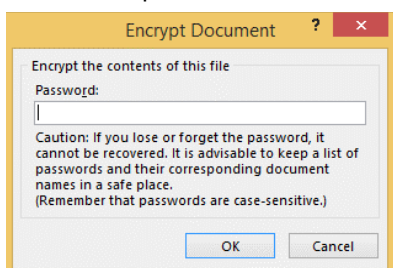 Encrypt Document ? ×
Encrypt the contents of this file
Password:
Caution: If you lose or forget the password, it
cannot be recovered. It is advisable to keep a list of
passwords and their corresponding document
names in a safe place.
(Remember that passwords are case-sensitive.)
OK Cancel